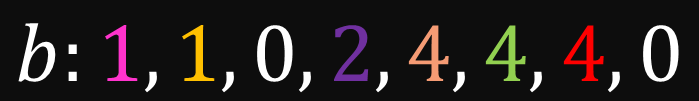 b: 1, 1, 0, 2, 4, 4, 4, 0